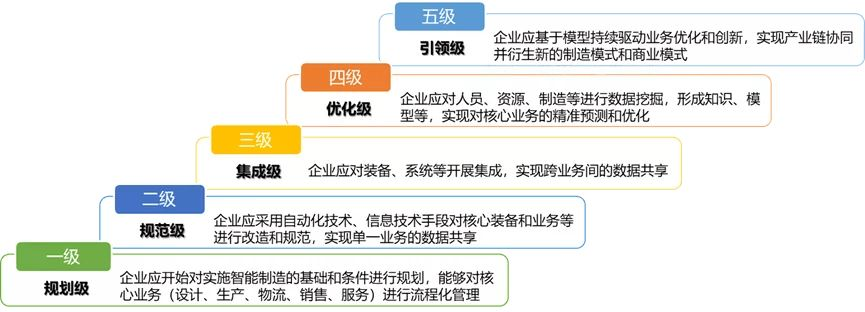 五级
引领级
企业应基于模型持续驱动业务优化和创新，实现产业链协同
并衍生新的制造模式和商业模式
四级
优化级
企业应对人员、资源、制造等进行数据挖掘，形成知识、模
型等，实现对核心业务的精准预测和优化
三级
集成级
企业应对装备、系统等开展集成，实现跨业务间的数据共享
二级
规范级
企业应采用自动化技术、信息技术手段对核心装备和业务等
进行改造和规范，实现单一业务的数据共享
一级
规划级
企业应开始对实施智能制造的基础和条件进行规划，能够对核
心业务（设计、生产、物流、销售、服务）进行流程化管理